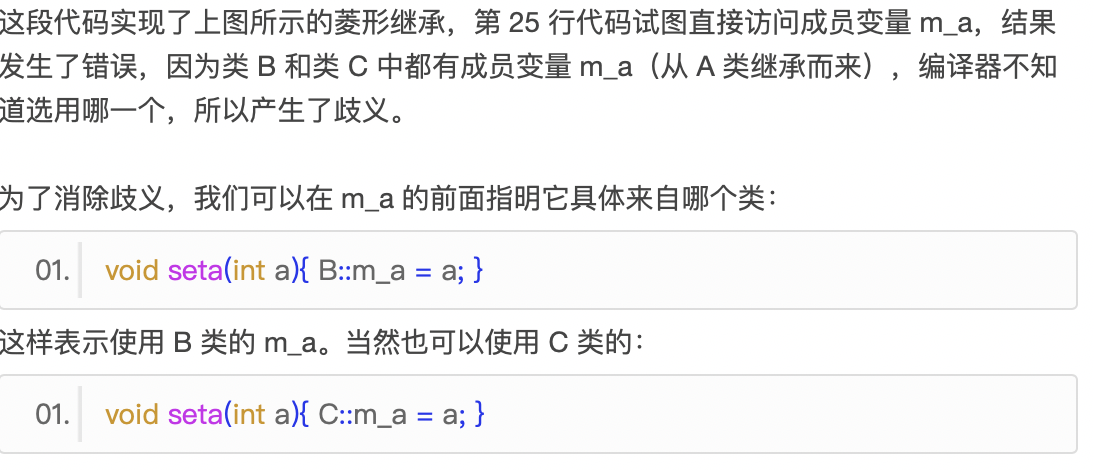 这段代码实现了上图所示的菱形继承，第 25 行代码试图直接访问成员变量 m_a，结果
发生了错误，因为类 B 和类 C 中都有成员变量 m_a（从 A 类继承而来），编译器不知
道选用哪一个，所以产生了歧义。
为了消除歧义，我们可以在 m_a 的前面指明它具体来自哪个类：
01. void seta(int a){ B::m_a = a; }
这样表示使用 B 类的 m_a。当然也可以使用 C 类的：
01. void seta(int a){ C::m_a = a; }